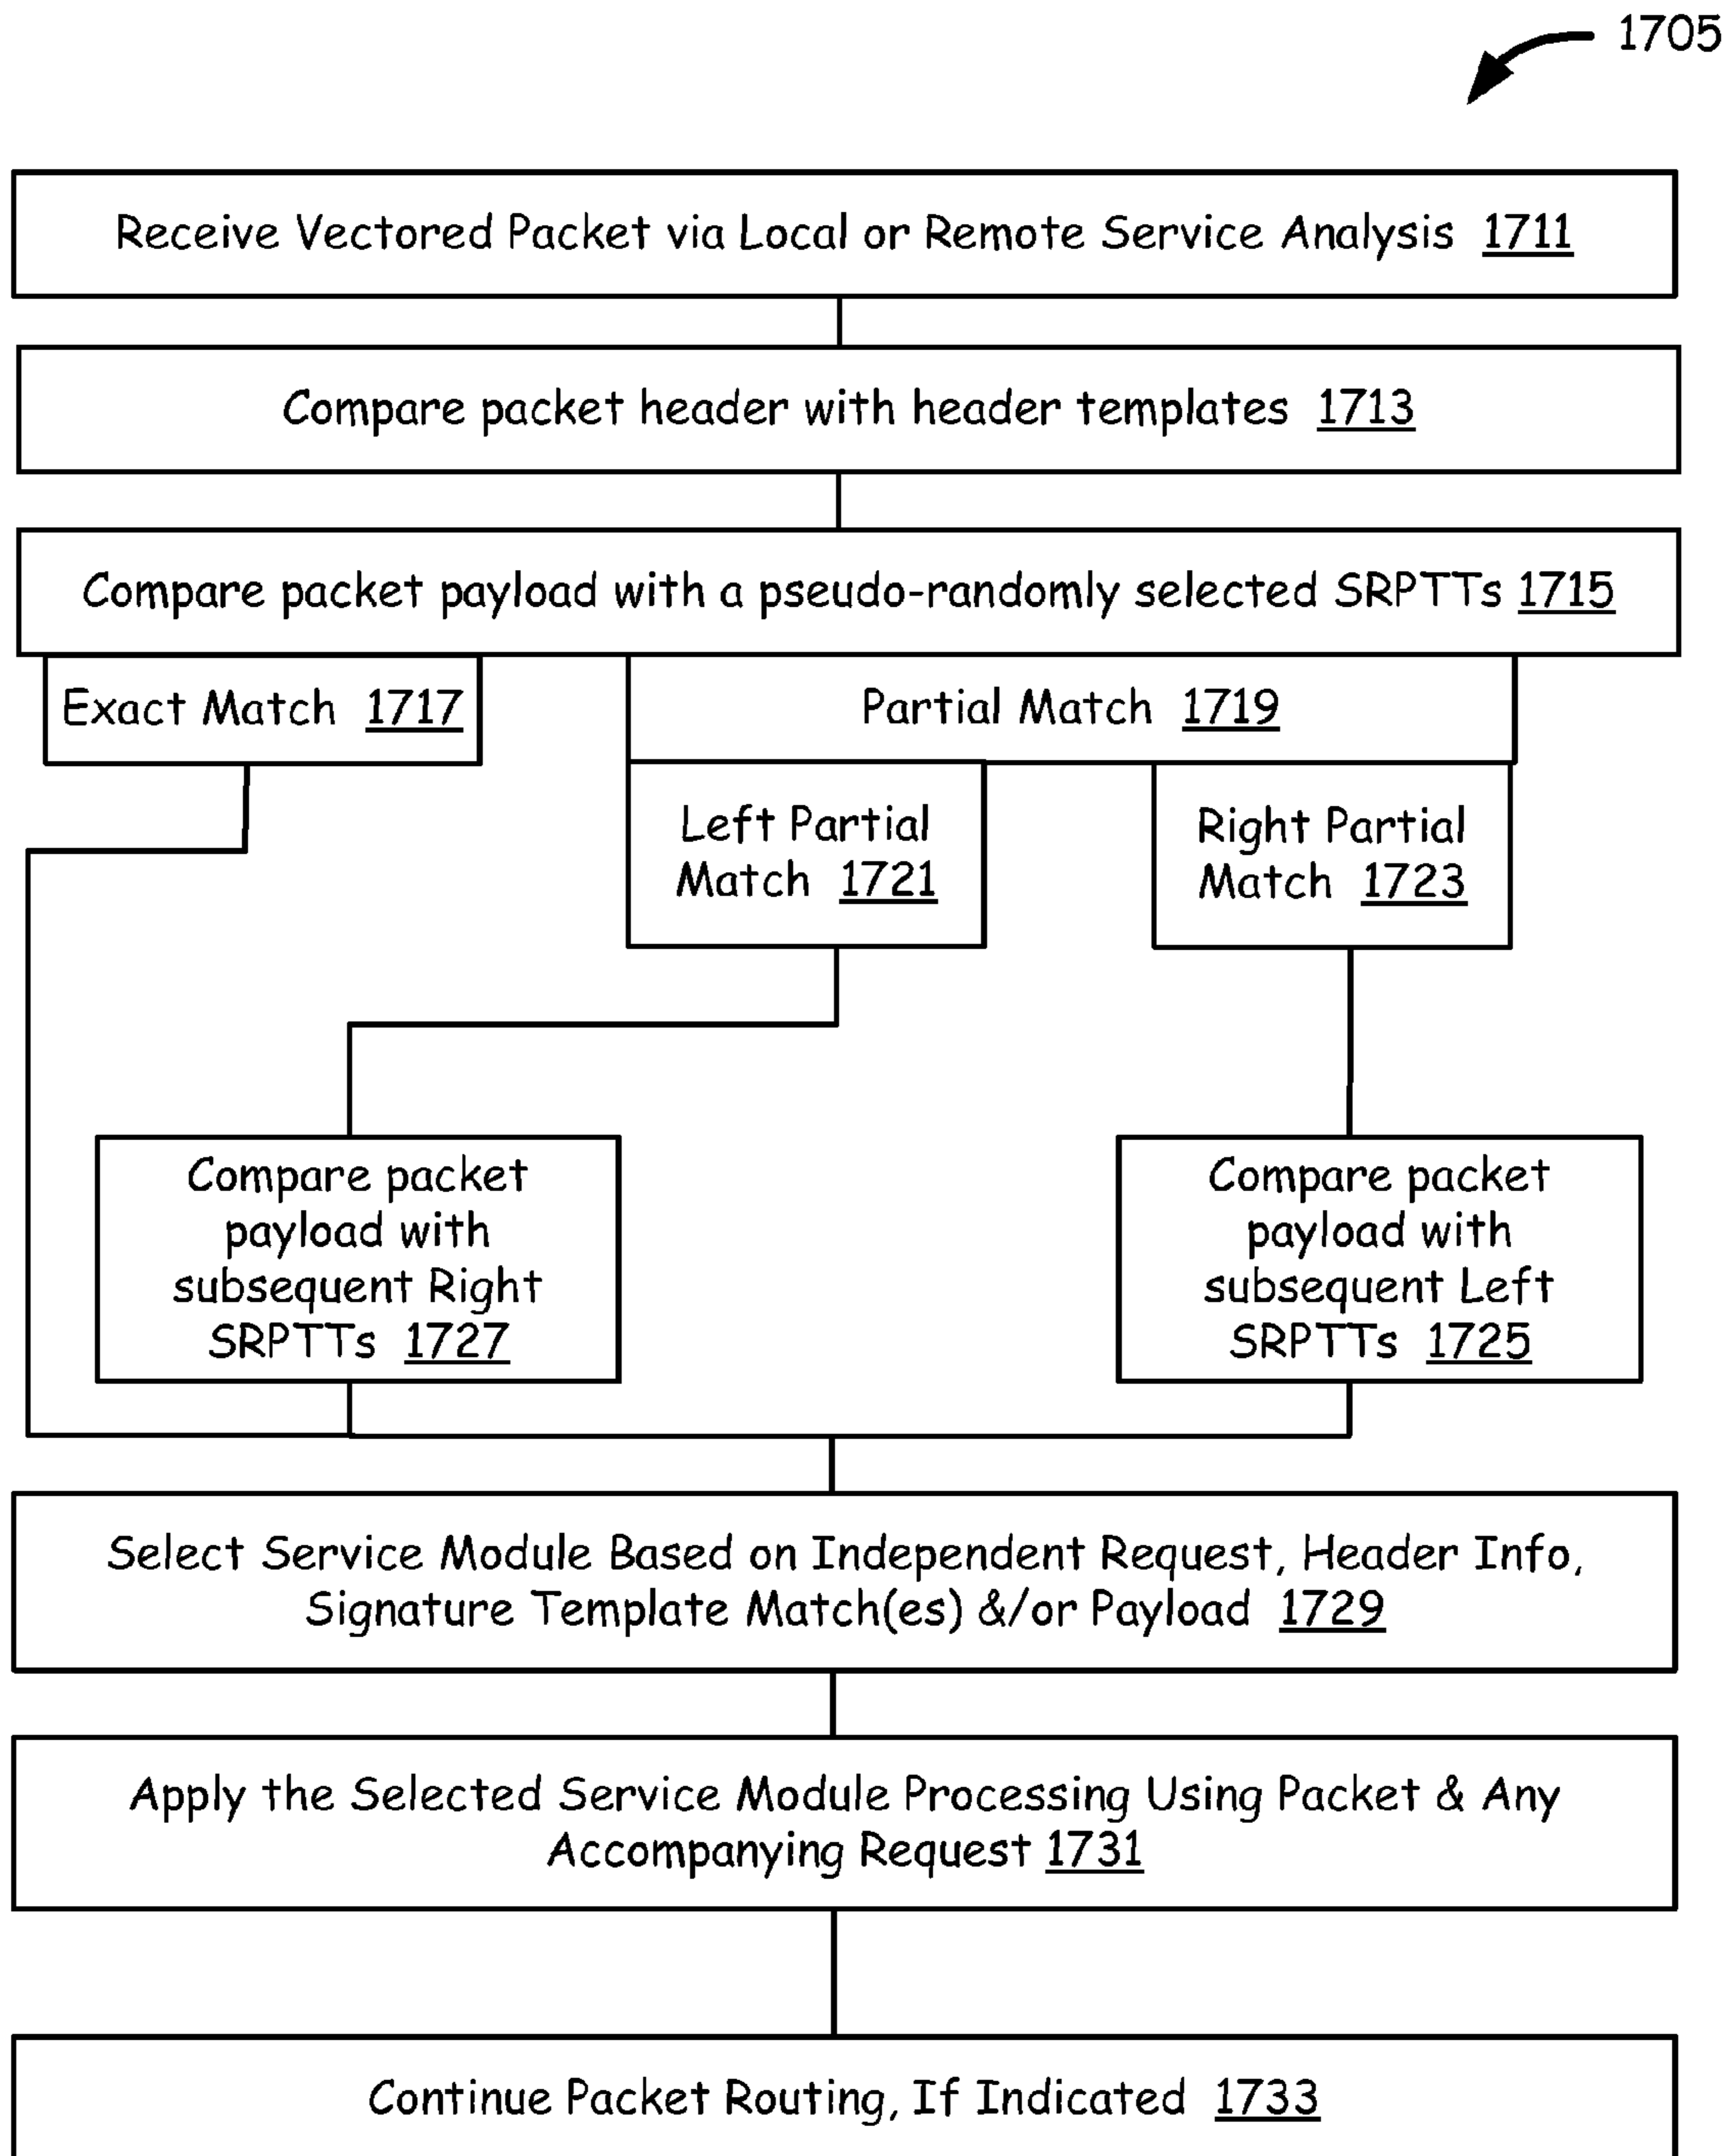 1705
Receive Vectored Packet via Local or Remote Service Analysis 1711
Compare packet header with header templates 1713
Compare packet payload with a pseudo-randomly selected SRPTTs 1715
Exact Match 1717
Partial Match 1719
Left Partial
Match 1721
Right Partial
Match 1723
Compare packet
payload with
subsequent Right
SRPTTs 1727
Compare packet
payload with
subsequent Left
SRPTTs 1725
Select Service Module Based on Independent Request, Header Info,
Signature Template Match(es) &/or Payload 1729
Apply the Selected Service Module Processing Using Packet & Any
Accompanying Request 1731
Continue Packet Routing, If Indicated 1733